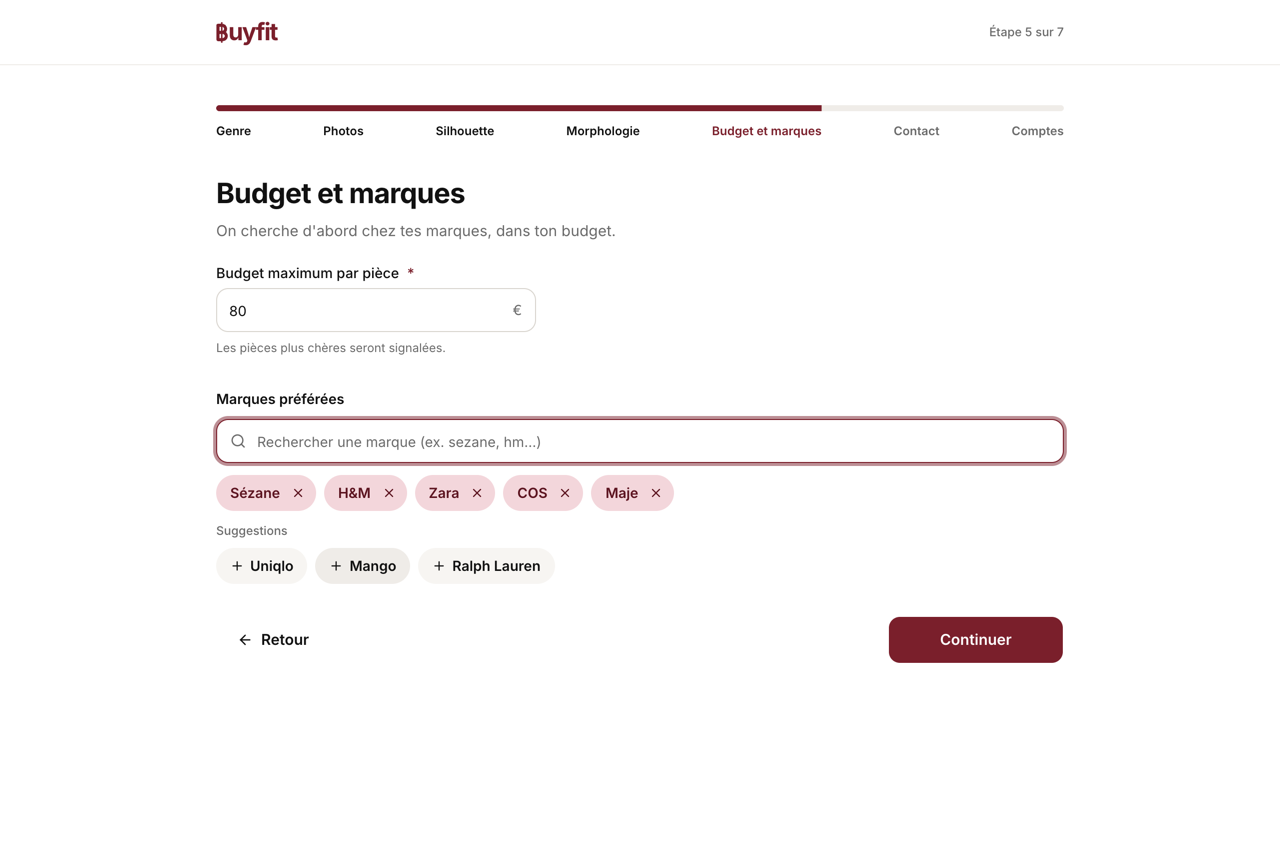 Buyfit
Étape 5 sur 7
Genre Photos Silhouette Morphologie Budget et marques Contact Comptes
Budget et marques
On cherche d'abord chez tes marques, dans ton budget.
Budget maximum par pièce *
80 €
Les pièces plus chères seront signalées.
Marques préférées
Rechercher une marque (ex. sezane, hm...)
Sézane × H&M × Zara × COS × Maje ×
Suggestions
+ Uniqlo + Mango + Ralph Lauren
← Retour
Continuer